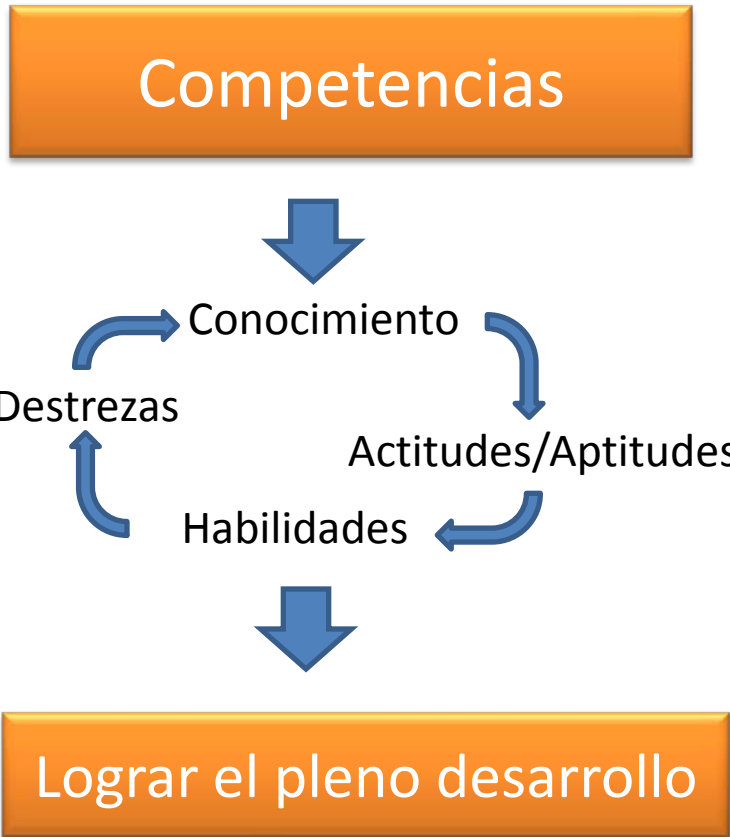 Competencias
Conocimiento
Destrezas
Actitudes/Aptitudes
Habilidades
Lograr el pleno desarrollo